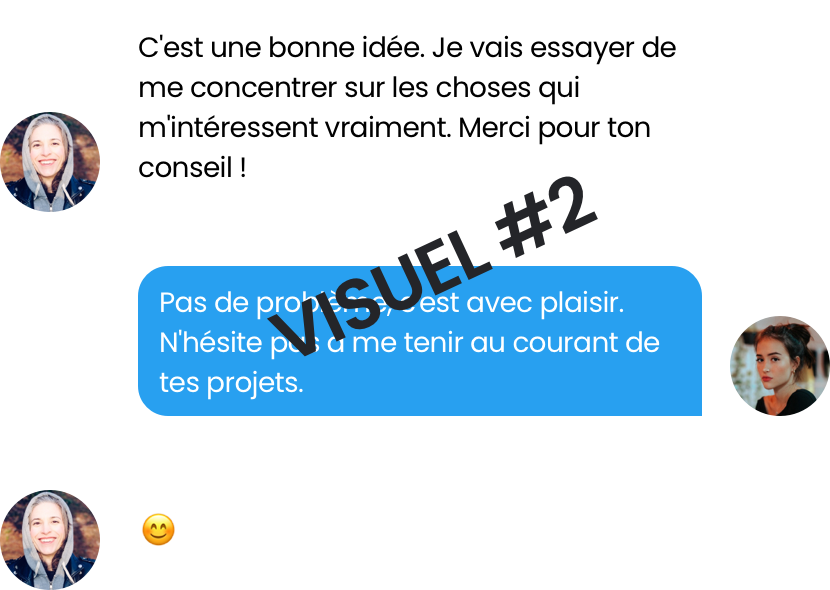 C'est une bonne idée. Je vais essayer de
me concentrer sur les choses qui
m'intéressent vraiment. Merci pour ton
conseil !
VISUEL #2
Pas de problème, c'est avec plaisir.
N'hésite pas à me tenir au courant de
tes projets.
😊